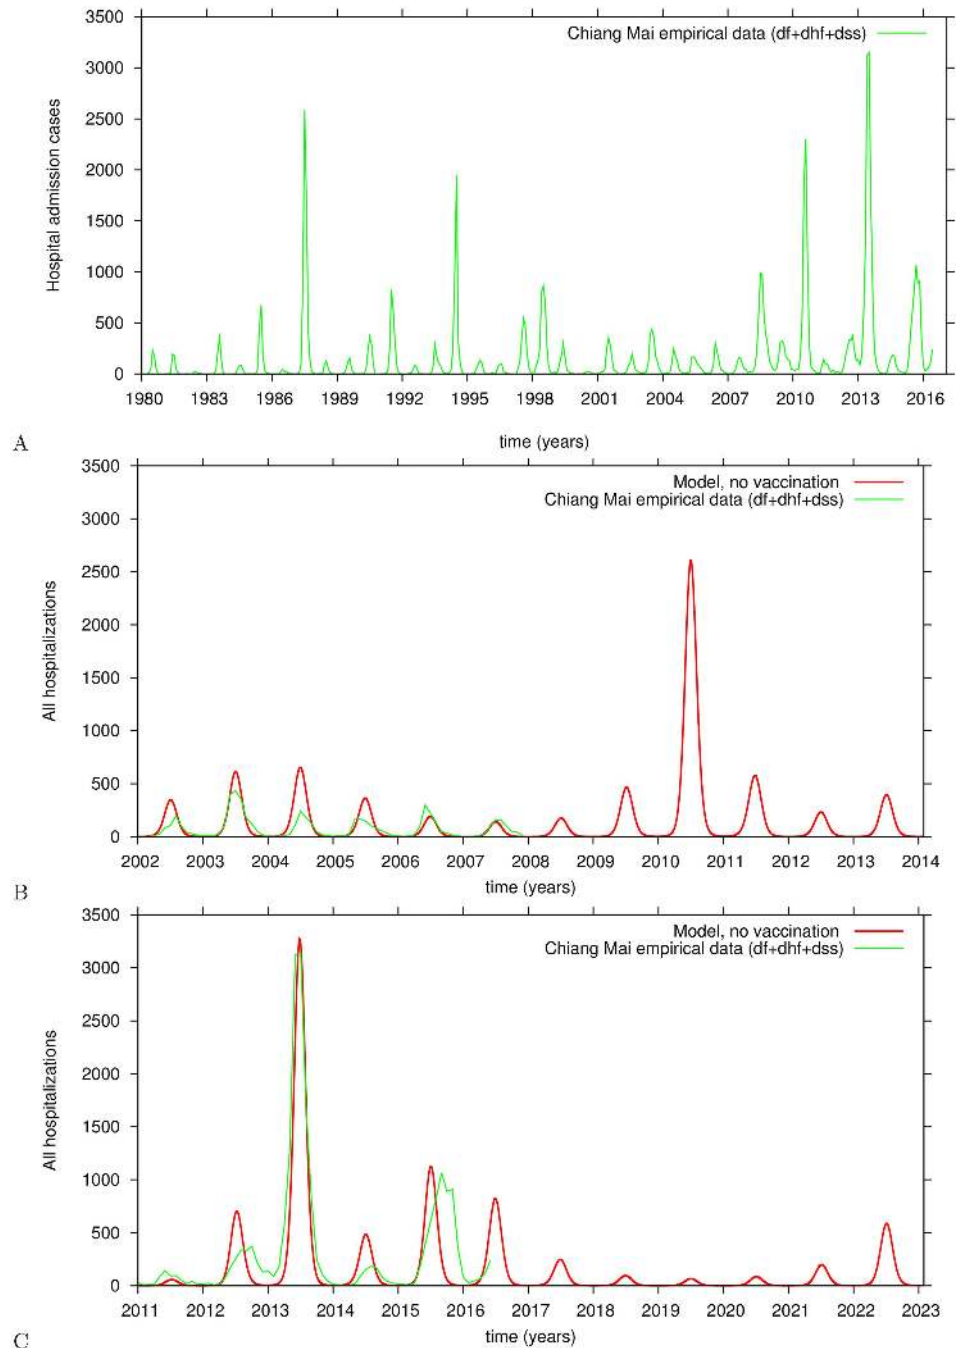 3500
Chiang Mai empirical data (df+dhf+dss)
3000
2500
2000
1500
1000
500
0
Hospital admission cases
1980 1983 1986 1989 1992 1995 1998 2001 2004 2007 2010 2013 2016
time (years)
A
3500
Model, no vaccination
Chiang Mai empirical data (df+dhf+dss)
3000
2500
2000
1500
1000
500
0
All hospitalizations
2002 2003 2004 2005 2006 2007 2008 2009 2010 2011 2012 2013 2014
time (years)
B
3500
Model, no vaccination
Chiang Mai empirical data (df+dhf+dss)
3000
2500
2000
1500
1000
500
0
All hospitalizations
2011 2012 2013 2014 2015 2016 2017 2018 2019 2020 2021 2022 2023
time (years)
C